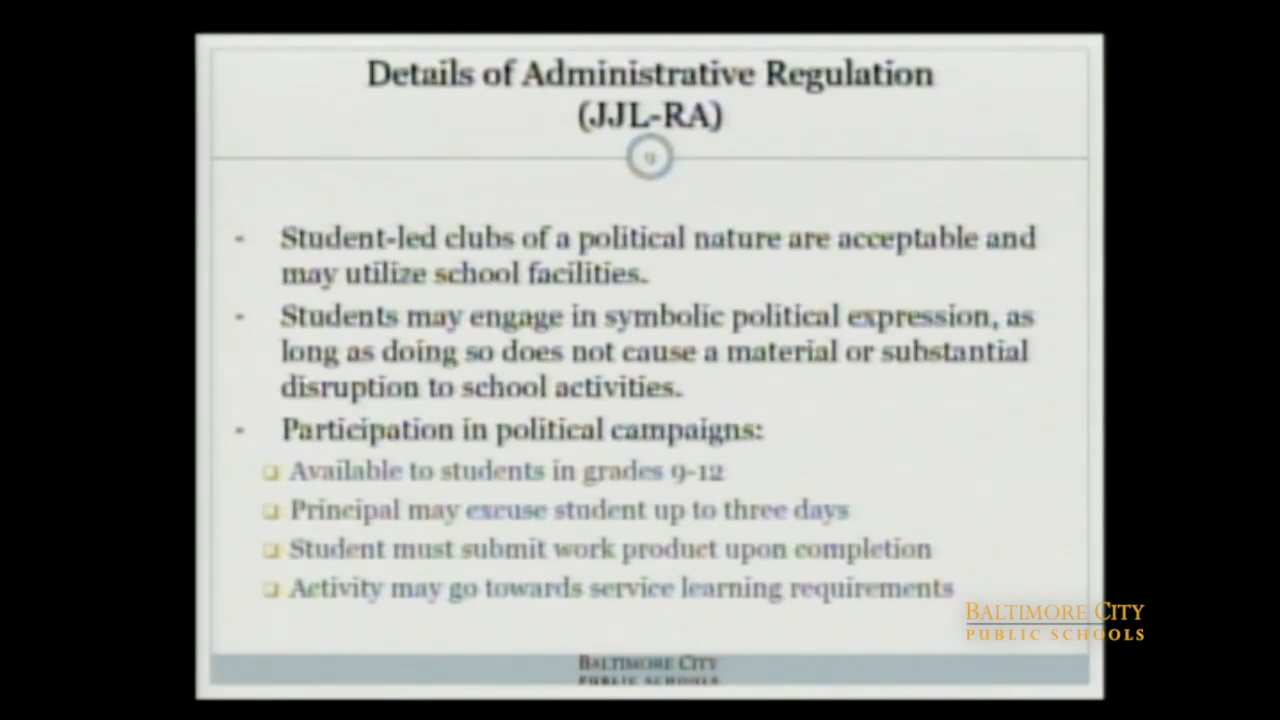 Details of Administrative Regulation
(JJL-RA)
9
- Student-led clubs of a political nature are acceptable and
may utilize school facilities.
- Students may engage in symbolic political expression, as
long as doing so does not cause a material or substantial
disruption to school activities.
- Participation in political campaigns:
❑ Available to students in grades 9-12
❑ Principal may excuse student up to three days
❑ Student must submit work product upon completion
❑ Activity may go towards service learning requirements
BALTIMORE CITY
PUBLIC SCHOOLS
BALTIMORE CITY
PUBLIC SCHOOLS